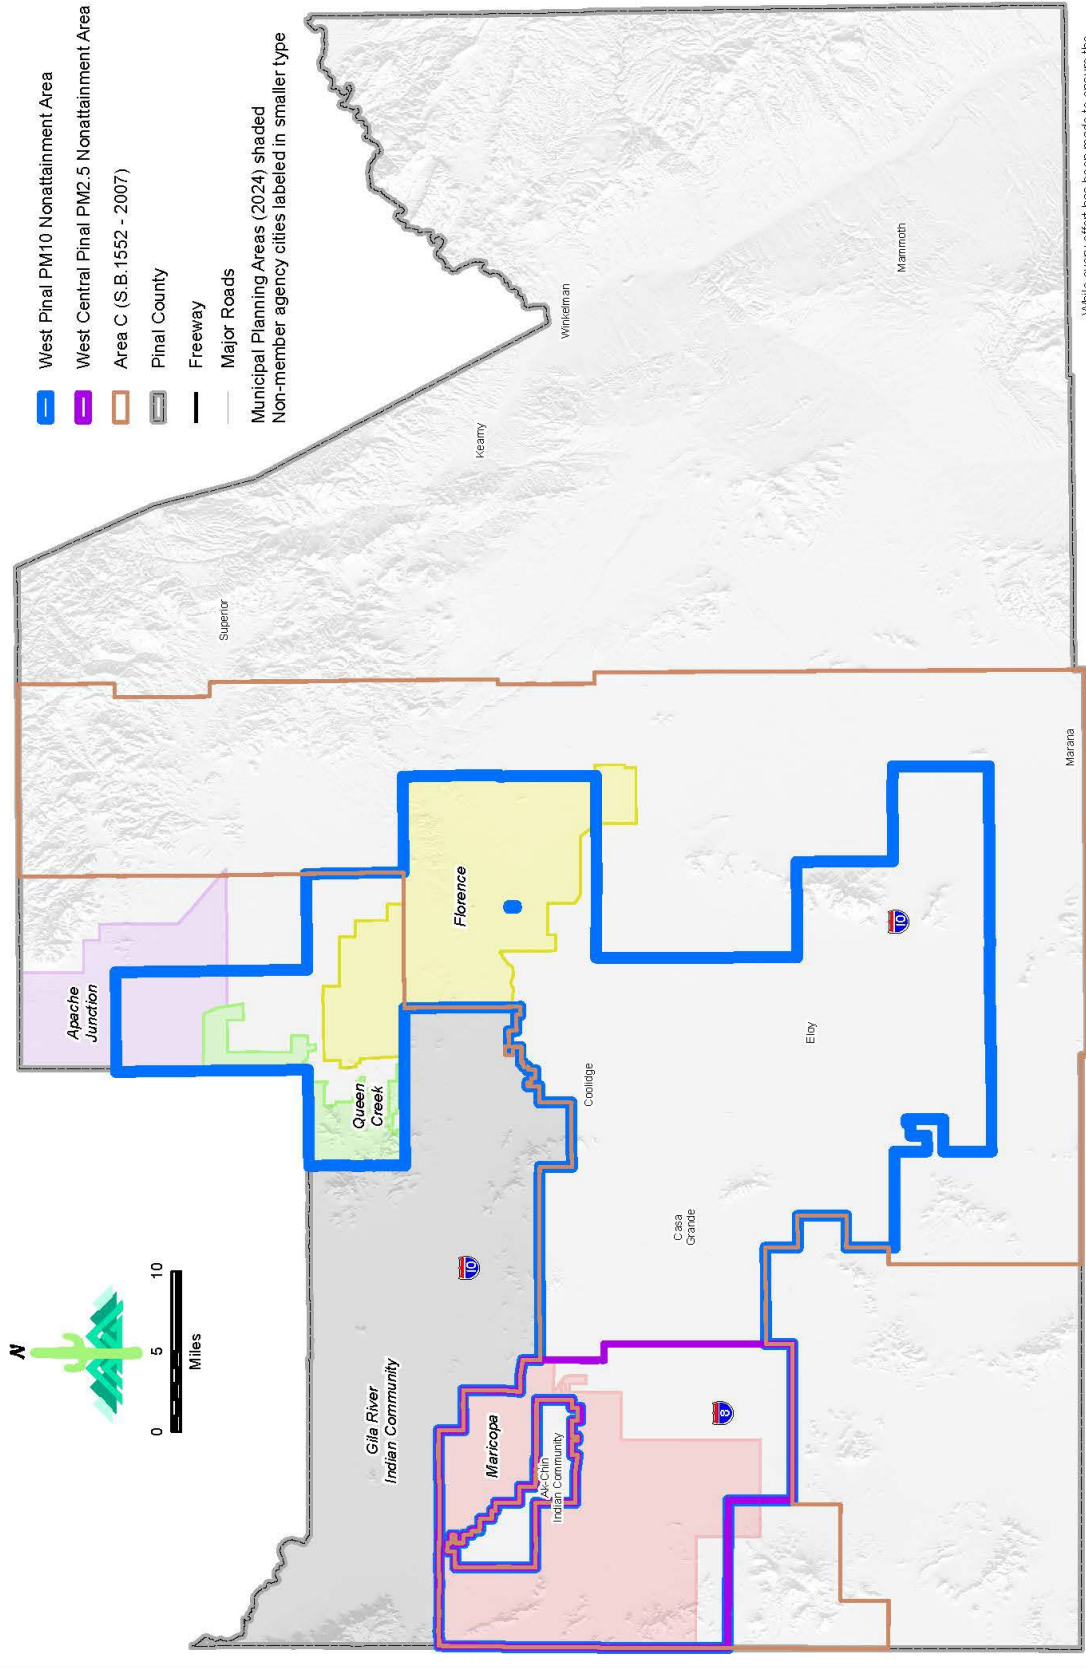 West Pinal PM10 Nonattainment Area
West Central Pinal PM2.5 Nonattainment Area
Area C (S.B.1552 - 2007)
Pinal County
Freeway
Major Roads
Municipal Planning Areas (2024) shaded
Non-member agency cities labeled in smaller type
N
0 5 10
Miles
Apache
Junction
Superior
Queen
Creek
Gila River
Indian Community
Florence
10
Kearny
Winkelman
Maricopa
Ak-Chin
Indian Community
Coolidge
Casa
Grande
8
Eloy
10
Mammoth
Marana